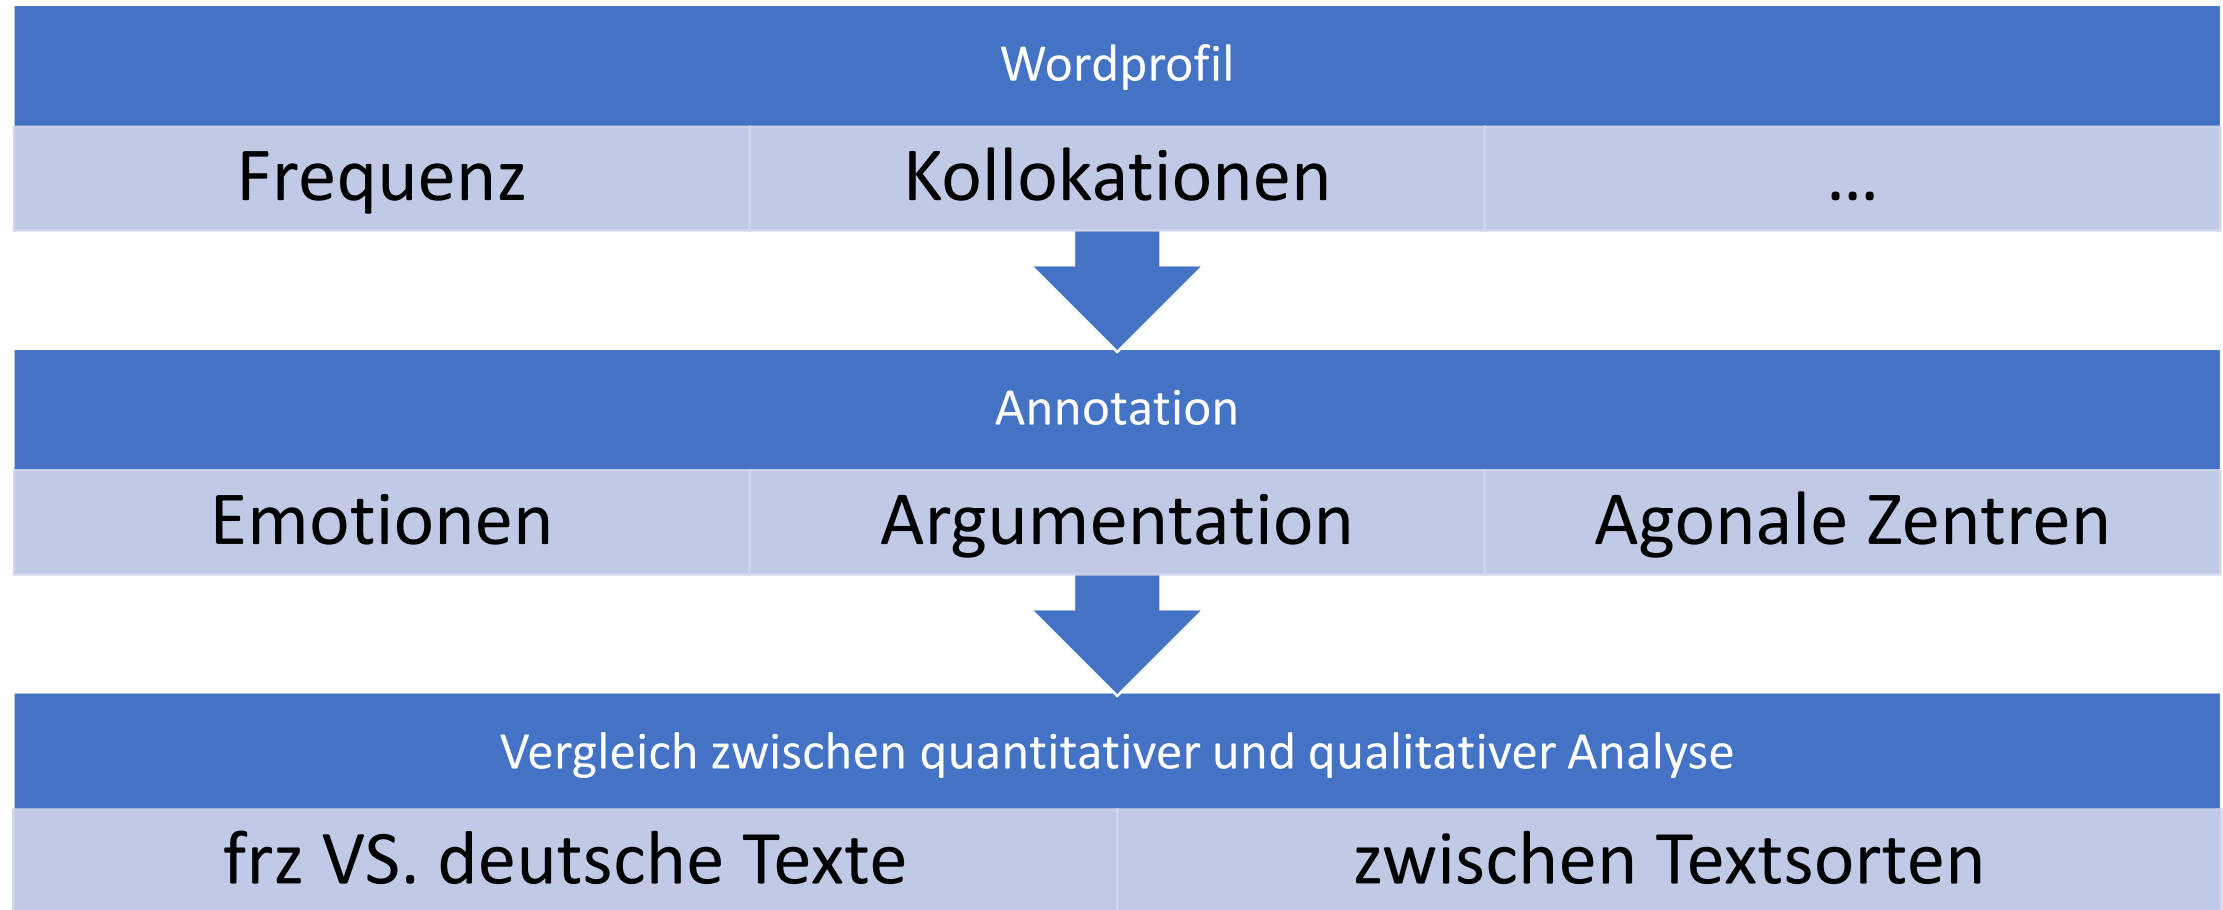 Wordprofil
Frequenz
Kollokationen
...
Annotation
Emotionen
Argumentation
Agonale Zentren
Vergleich zwischen quantitativer und qualitativer Analyse
frz VS. deutsche Texte
zwischen Textsorten